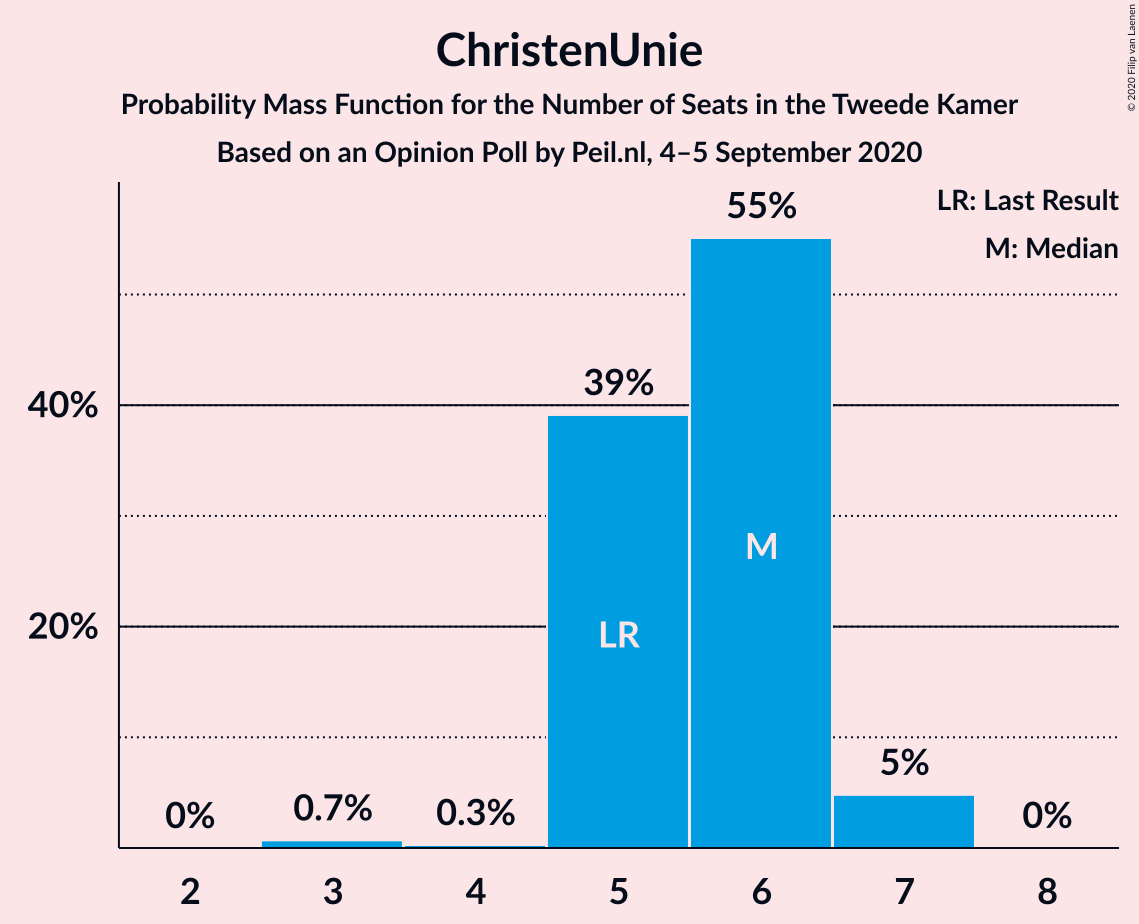 ChristenUnie
Probability Mass Function for the Number of Seats in the Tweede Kamer
Based on an Opinion Poll by Peil.nl, 4–5 September 2020
© 2020 Filip van Laenen
LR: Last Result
M: Median
55%
39%
40%
M
20%
LR
5%
0%
0.7%
0.3%
0%
2
3
4
5
6
7
8